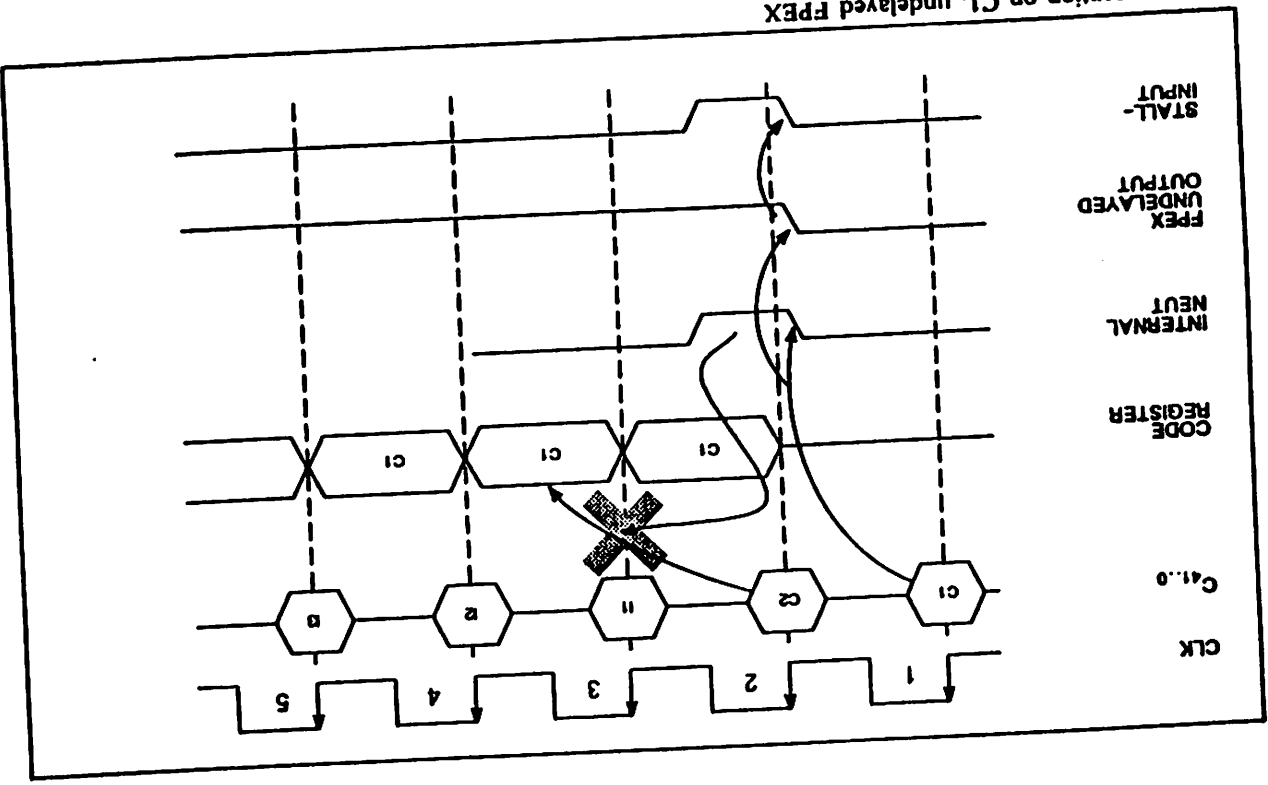 CLK
1
2
3
4
5
C41..0
C1
C2
I1
I2
I3
CODE
REGISTER
C1
C1
C1
INTERNAL
NEUT
FPEX
UNDELAYED
OUTPUT
STALL-
INPUT
on C1, undelayed FPEX